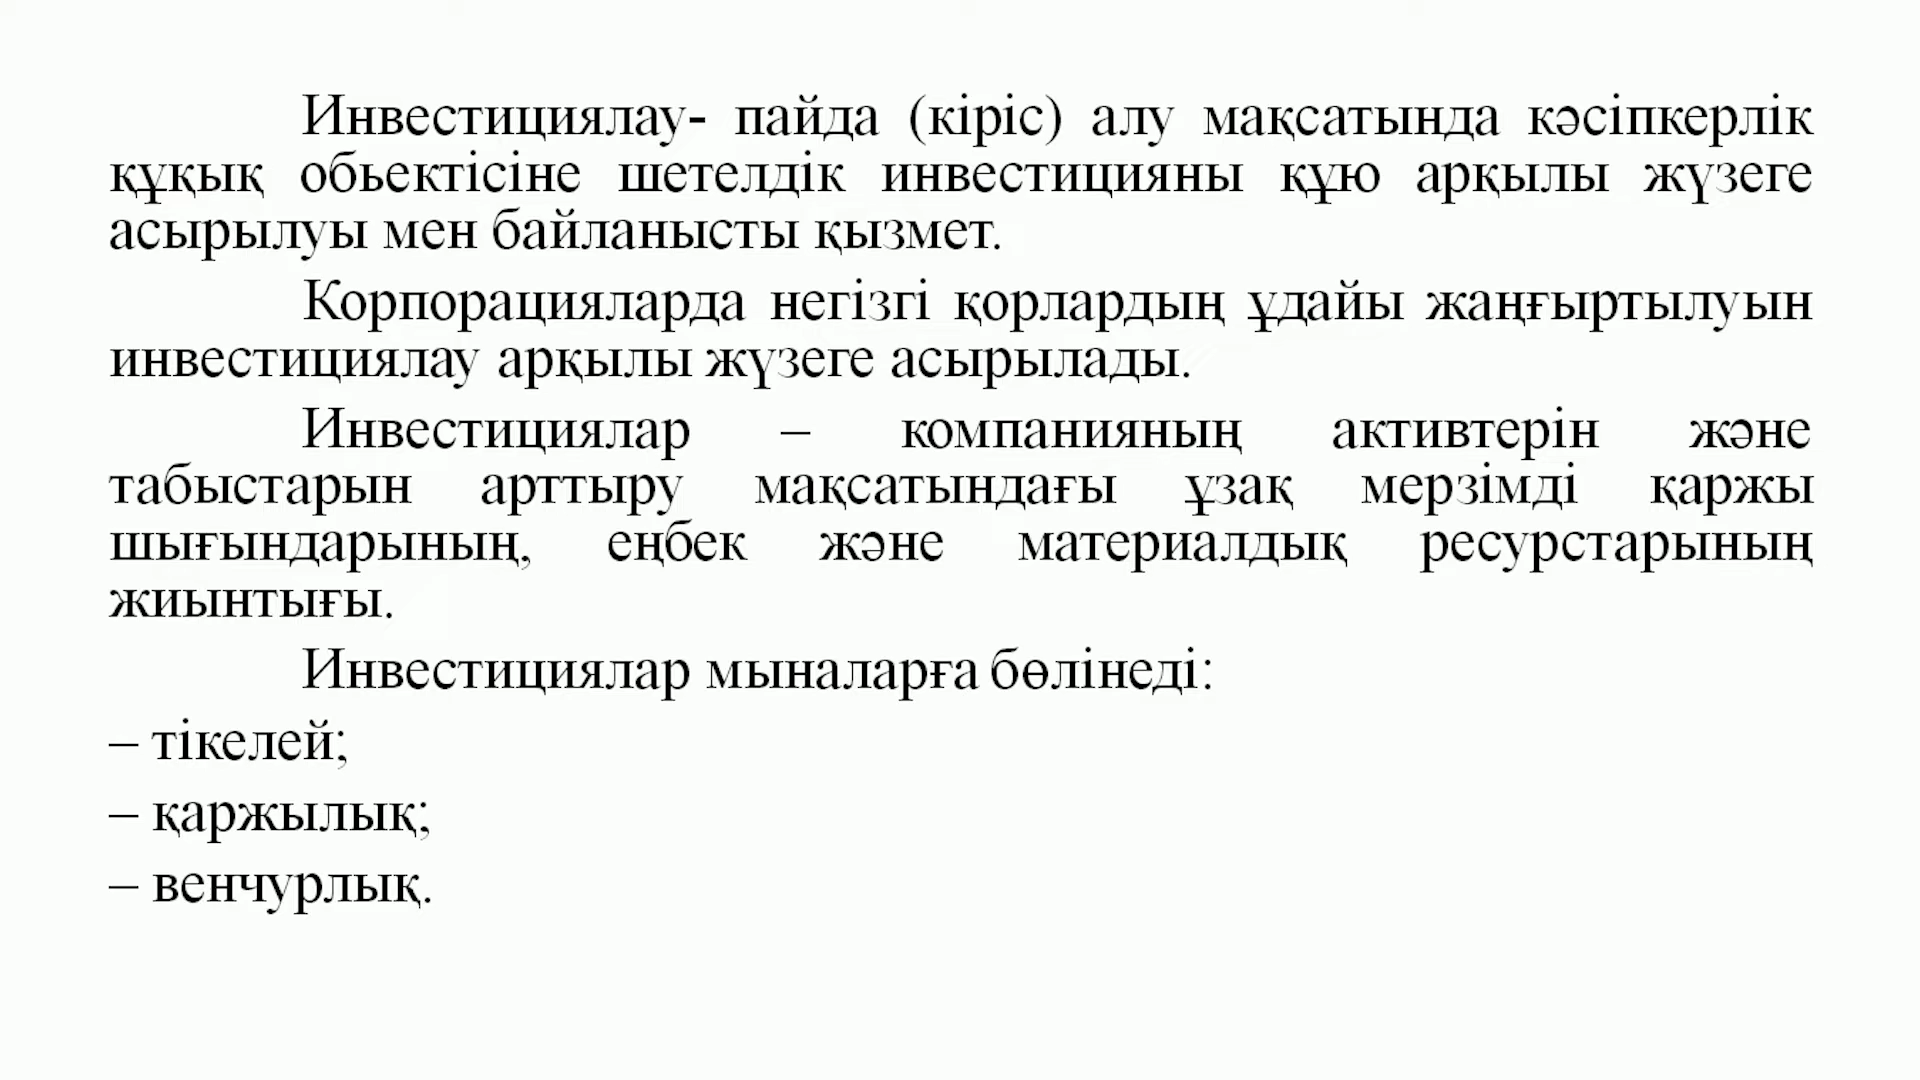 Инвестициялау- пайда (кіріс) алу мақсатында кәсіпкерлік
құқық обьектісіне шетелдік инвестицияны құю арқылы жүзеге
асырылуы мен байланысты қызмет.
Корпорацияларда негізгі қорлардың ұдайы жаңғыртылуын
инвестициялау арқылы жүзеге асырылады.
Инвестициялар – компанияның активтерін және
табыстарын арттыру мақсатындағы ұзақ мерзімді қаржы
шығындарының, еңбек және материалдық ресурстарының
жиынтығы.
Инвестициялар мыналарға бөлінеді:
– тікелей;
– қаржылық;
– венчурлық.